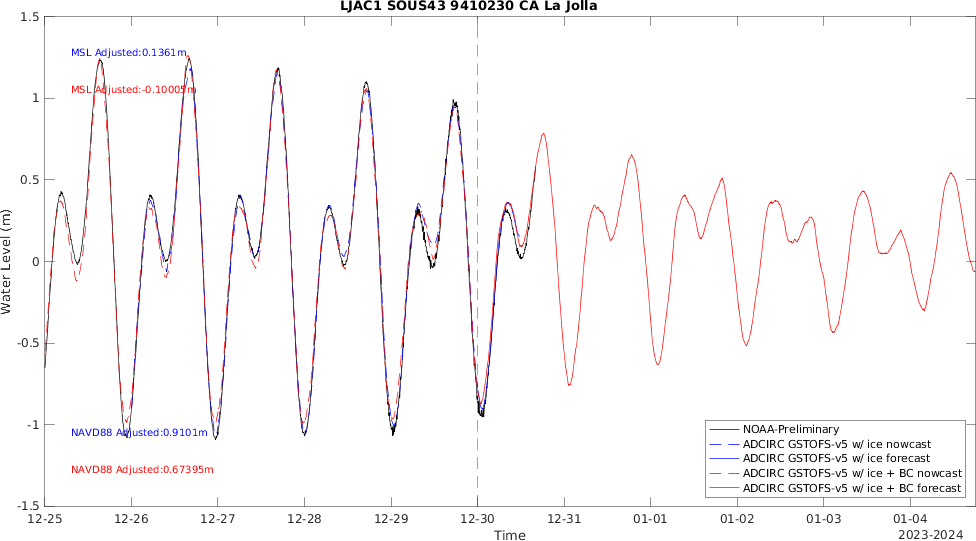 LJAC1 SOUS43 9410230 CA La Jolla
MSL Adjusted:0.1361m
MSL Adjusted:-0.10005m
NAVD88 Adjusted:0.9101m
NAVD88 Adjusted:0.67395m
Water Level (m)
1.5
1
0.5
0
-0.5
-1
-1.5
NOAA-Preliminary
ADCIRC GSTOFS-v5 w/ ice nowcast
ADCIRC GSTOFS-v5 w/ ice forecast
ADCIRC GSTOFS-v5 w/ ice + BC nowcast
ADCIRC GSTOFS-v5 w/ ice + BC forecast
12-25 12-26 12-27 12-28 12-29 12-30 12-31 01-01 01-02 01-03 01-04
Time
2023-2024